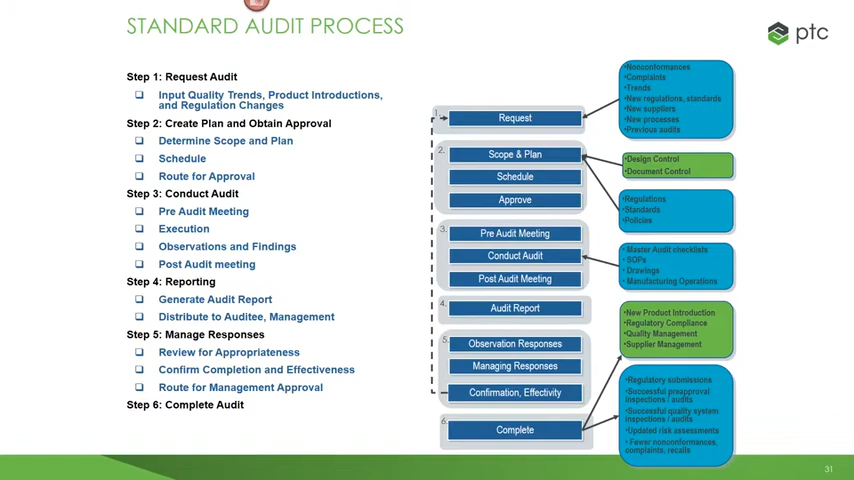 STANDARD AUDIT PROCESS
ptc
Step 1: Request Audit
Input Quality Trends, Product Introductions,
and Regulation Changes
Step 2: Create Plan and Obtain Approval
Determine Scope and Plan
Schedule
Route for Approval
Step 3: Conduct Audit
Pre Audit Meeting
Execution
Observations and Findings
Post Audit meeting
Step 4: Reporting
Generate Audit Report
Distribute to Auditee, Management
Step 5: Manage Responses
Review for Appropriateness
Confirm Completion and Effectiveness
Route for Management Approval
Step 6: Complete Audit
1.
Request
2.
Scope & Plan
Schedule
Approve
3.
Pre Audit Meeting
Conduct Audit
Post Audit Meeting
4.
Audit Report
5.
Observation Responses
Managing Responses
Confirmation, Effectivity
6.
Complete
•Nonconformances
•Complaints
•Trends
•New regulations, standards
•New suppliers
•New processes
•Previous audits
•Design Control
•Document Control
•Regulations
•Standards
•Policies
• Master Audit checklists
• SOPs
• Drawings
• Manufacturing Operations
•New Product Introduction
•Regulatory Compliance
•Quality Management
•Supplier Management
•Regulatory submissions
•Successful preapproval
inspections / audits
•Successful quality system
inspections / audits
•Updated risk assessments
• Fewer nonconformances,
complaints, recalls
31